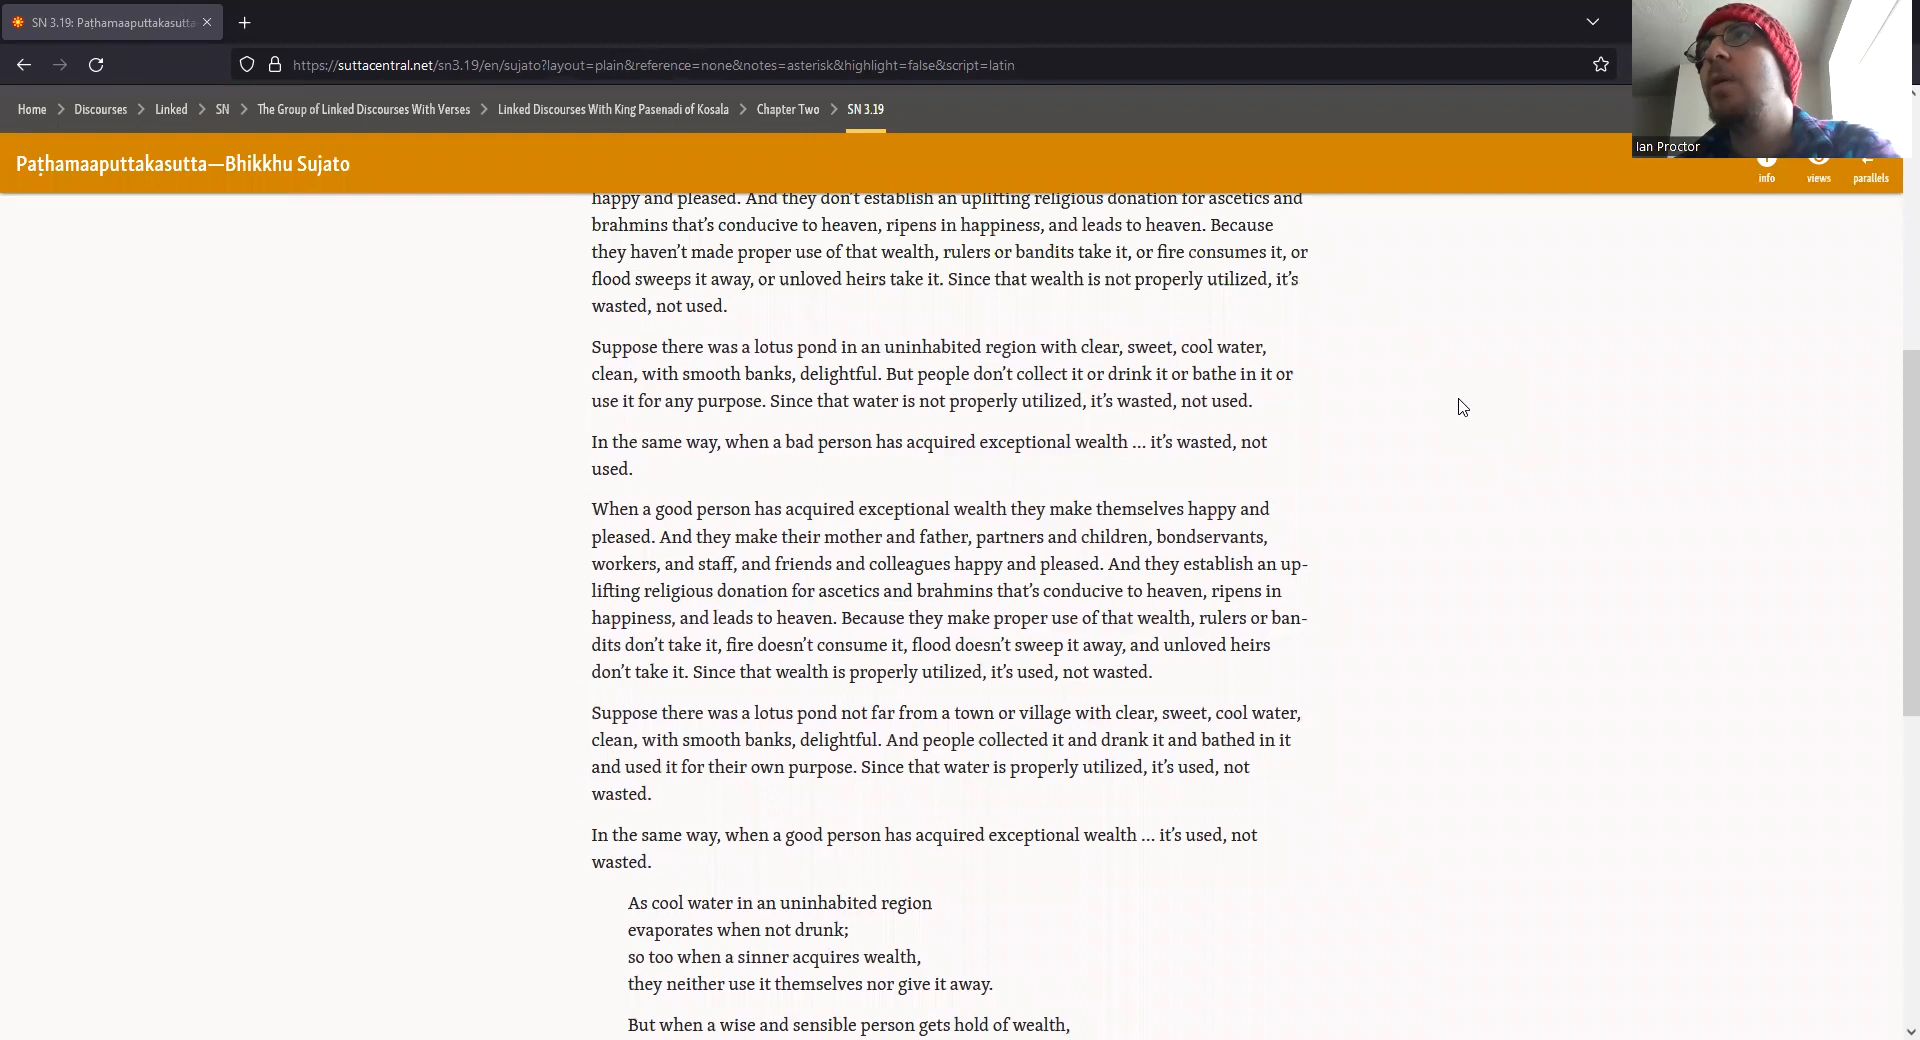 SN 3.19: Paṭhamaaputtakasutta
https://suttacentral.net/sn3.19/en/sujato?layout=plain&reference=none&notes=asterisk&highlight=false&script=latin
Home Discourses Linked SN The Group of Linked Discourses With Verses Linked Discourses With King Pasenadi of Kosala Chapter Two SN 3.19
Ian Proctor
Paṭhamaaputtakasutta—Bhikkhu Sujato
info views parallels
happy and pleased. And they don’t establish an uplifting religious donation for ascetics and
brahmins that’s conducive to heaven, ripens in happiness, and leads to heaven. Because
they haven’t made proper use of that wealth, rulers or bandits take it, or fire consumes it, or
flood sweeps it away, or unloved heirs take it. Since that wealth is not properly utilized, it’s
wasted, not used.
Suppose there was a lotus pond in an uninhabited region with clear, sweet, cool water,
clean, with smooth banks, delightful. But people don’t collect it or drink it or bathe in it or
use it for any purpose. Since that water is not properly utilized, it’s wasted, not used.
In the same way, when a bad person has acquired exceptional wealth … it’s wasted, not
used.
When a good person has acquired exceptional wealth they make themselves happy and
pleased. And they make their mother and father, partners and children, bondservants,
workers, and staff, and friends and colleagues happy and pleased. And they establish an up-
lifting religious donation for ascetics and brahmins that’s conducive to heaven, ripens in
happiness, and leads to heaven. Because they make proper use of that wealth, rulers or ban-
dits don’t take it, fire doesn’t consume it, flood doesn’t sweep it away, and unloved heirs
don’t take it. Since that wealth is properly utilized, it’s used, not wasted.
Suppose there was a lotus pond not far from a town or village with clear, sweet, cool water,
clean, with smooth banks, delightful. And people collected it and drank it and bathed in it
and used it for their own purpose. Since that water is properly utilized, it’s used, not
wasted.
In the same way, when a good person has acquired exceptional wealth … it’s used, not
wasted.
As cool water in an uninhabited region
evaporates when not drunk;
so too when a sinner acquires wealth,
they neither use it themselves nor give it away.
But when a wise and sensible person gets hold of wealth,